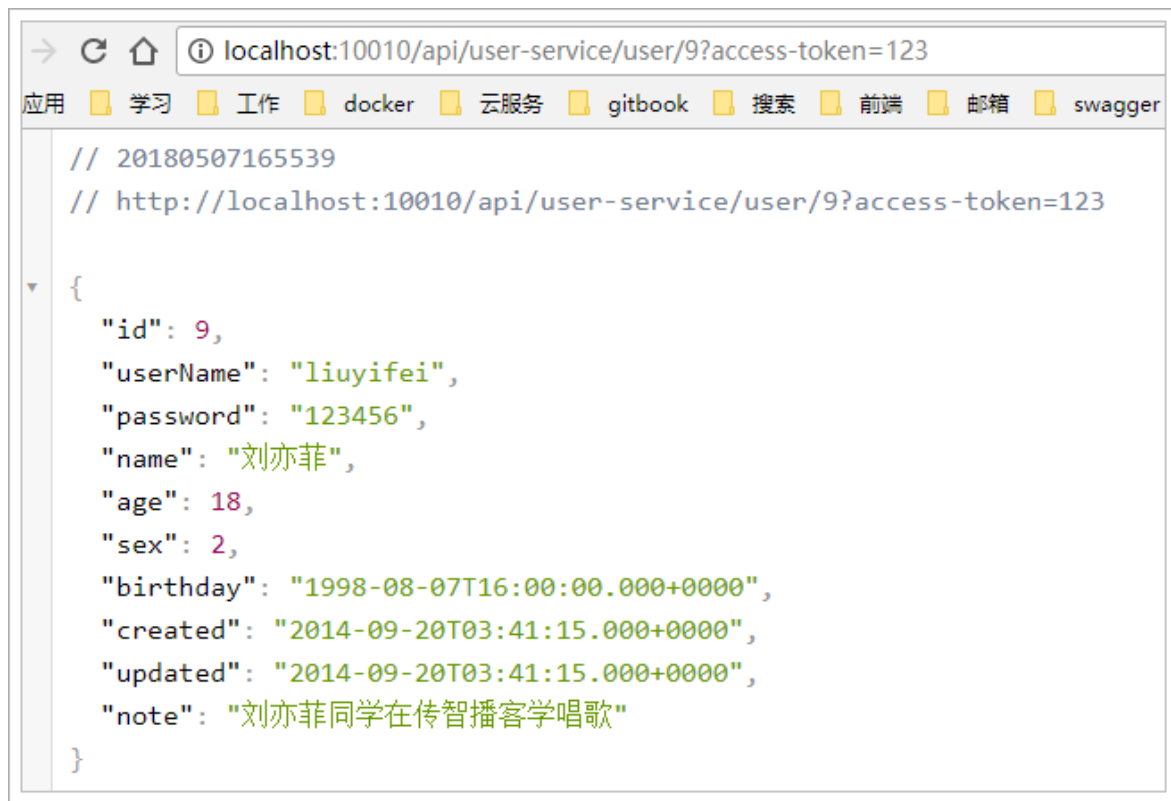 localhost:10010/api/user-service/user/9?access-token=123
应用 学习 工作 docker 云服务 gitbook 搜索 前端 邮箱 swagger
// 20180507165539
// http://localhost:10010/api/user-service/user/9?access-token=123
{
"id": 9,
"userName": "liuyifei",
"password": "123456",
"name": "刘亦菲",
"age": 18,
"sex": 2,
"birthday": "1998-08-07T16:00:00.000+0000",
"created": "2014-09-20T03:41:15.000+0000",
"updated": "2014-09-20T03:41:15.000+0000",
"note": "刘亦菲同学在传智播客学唱歌"
}